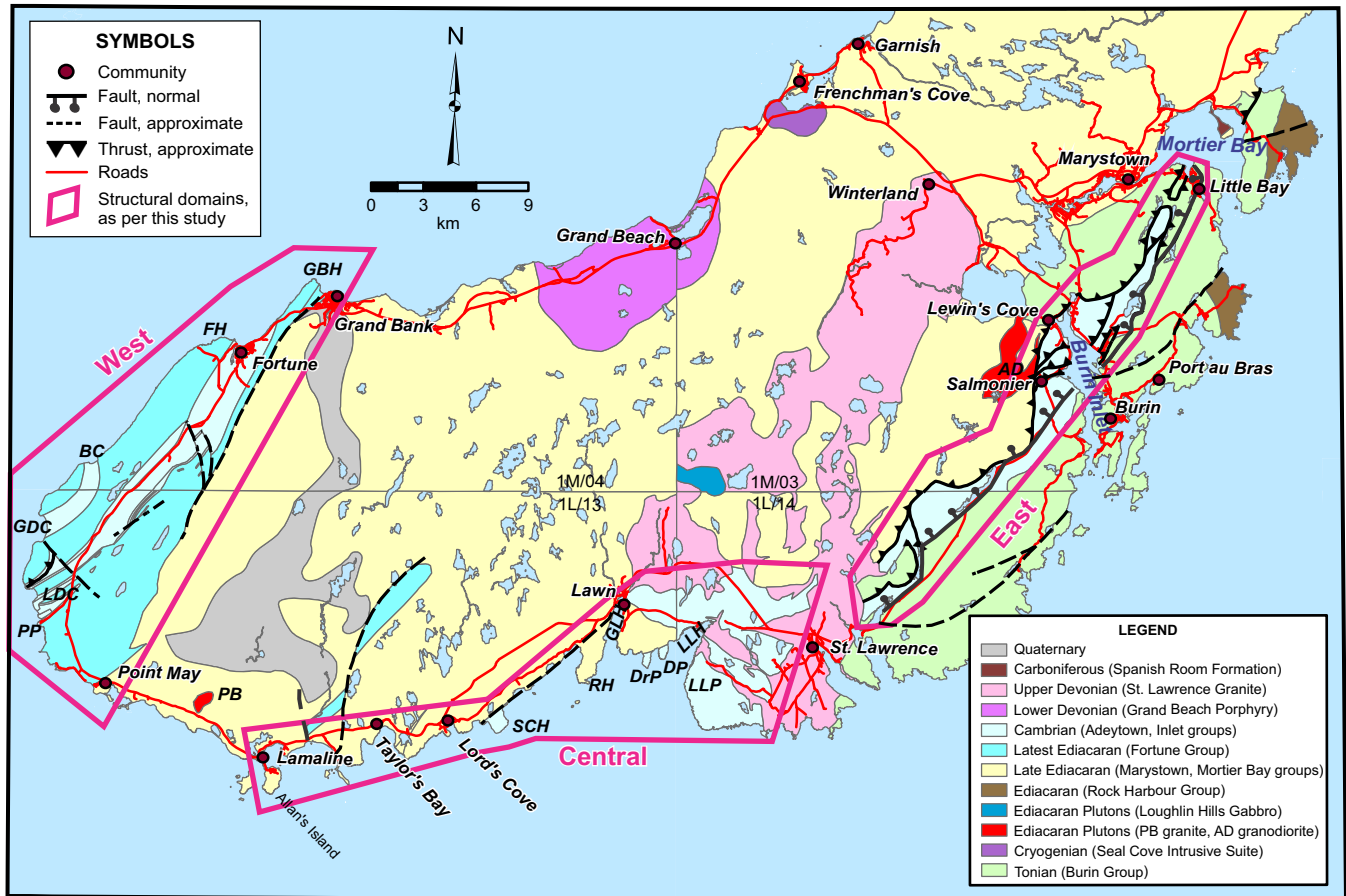 SYMBOLS
Community
Fault, normal
Fault, approximate
Thrust, approximate
Roads
Structural domains,
as per this study
N
0 3 6 9
km
Garnish
Frenchman's Cove
Mortier Bay
Marystown
Little Bay
Winterland
Grand Beach
GBH
Grand Bank
West
FH
Fortune
Lewin's Cove
Burin Inlet
AD
Salmonier
Port au Bras
Burin
BC
1M/04
1M/03
1L/13
1L/14
GDC
LDC
PP
East
Lawn
GLH
LLH
DP
DrP
RH
LLP
St. Lawrence
Point May
PB
SCH
Central
Lamaline
Taylor's Bay
Lord's Cove
Allan's Island
LEGEND
Quaternary
Carboniferous (Spanish Room Formation)
Upper Devonian (St. Lawrence Granite)
Lower Devonian (Grand Beach Porphyry)
Cambrian (Adeytown, Inlet groups)
Latest Ediacaran (Fortune Group)
Late Ediacaran (Marystown, Mortier Bay groups)
Ediacaran (Rock Harbour Group)
Ediacaran Plutons (Loughlin Hills Gabbro)
Ediacaran Plutons (PB granite, AD granodiorite)
Cryogenian (Seal Cove Intrusive Suite)
Tonian (Burin Group)